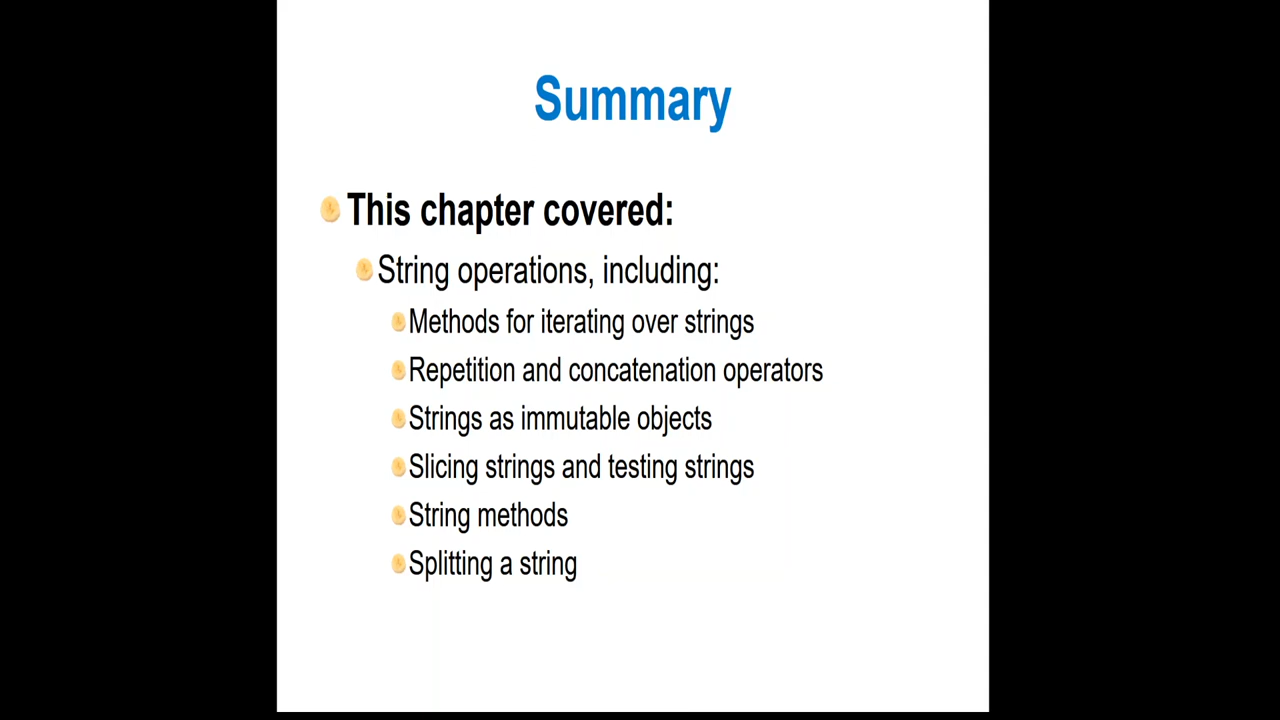 Summary
This chapter covered:
String operations, including:
Methods for iterating over strings
Repetition and concatenation operators
Strings as immutable objects
Slicing strings and testing strings
String methods
Splitting a string